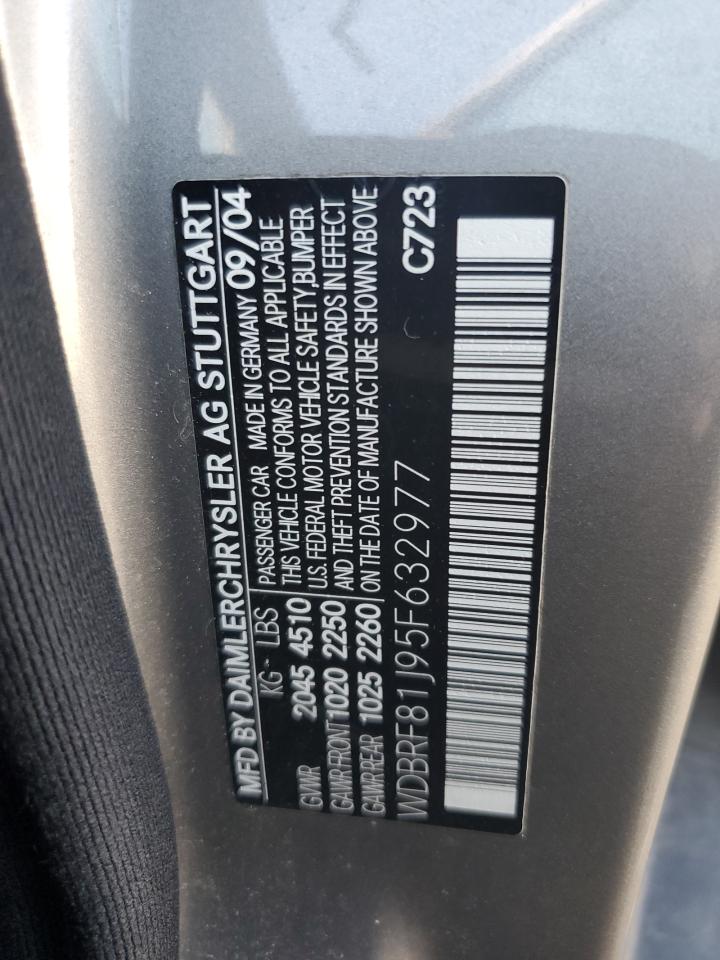 MFD BY DAIMLERCHRYSLER AG STUTTGART
KG - LBS PASSENGER CAR MADE IN GERMANY 09/04
GVWR 2045 4510 THIS VEHICLE CONFORMS TO ALL APPLICABLE
U.S. FEDERAL MOTOR VEHICLE SAFETY,BUMPER
GAWR FRONT 1020 2250 AND THEFT PREVENTION STANDARDS IN EFFECT
GAWR REAR 1025 2260 ON THE DATE OF MANUFACTURE SHOWN ABOVE
WDBRF81J95F632977 C723